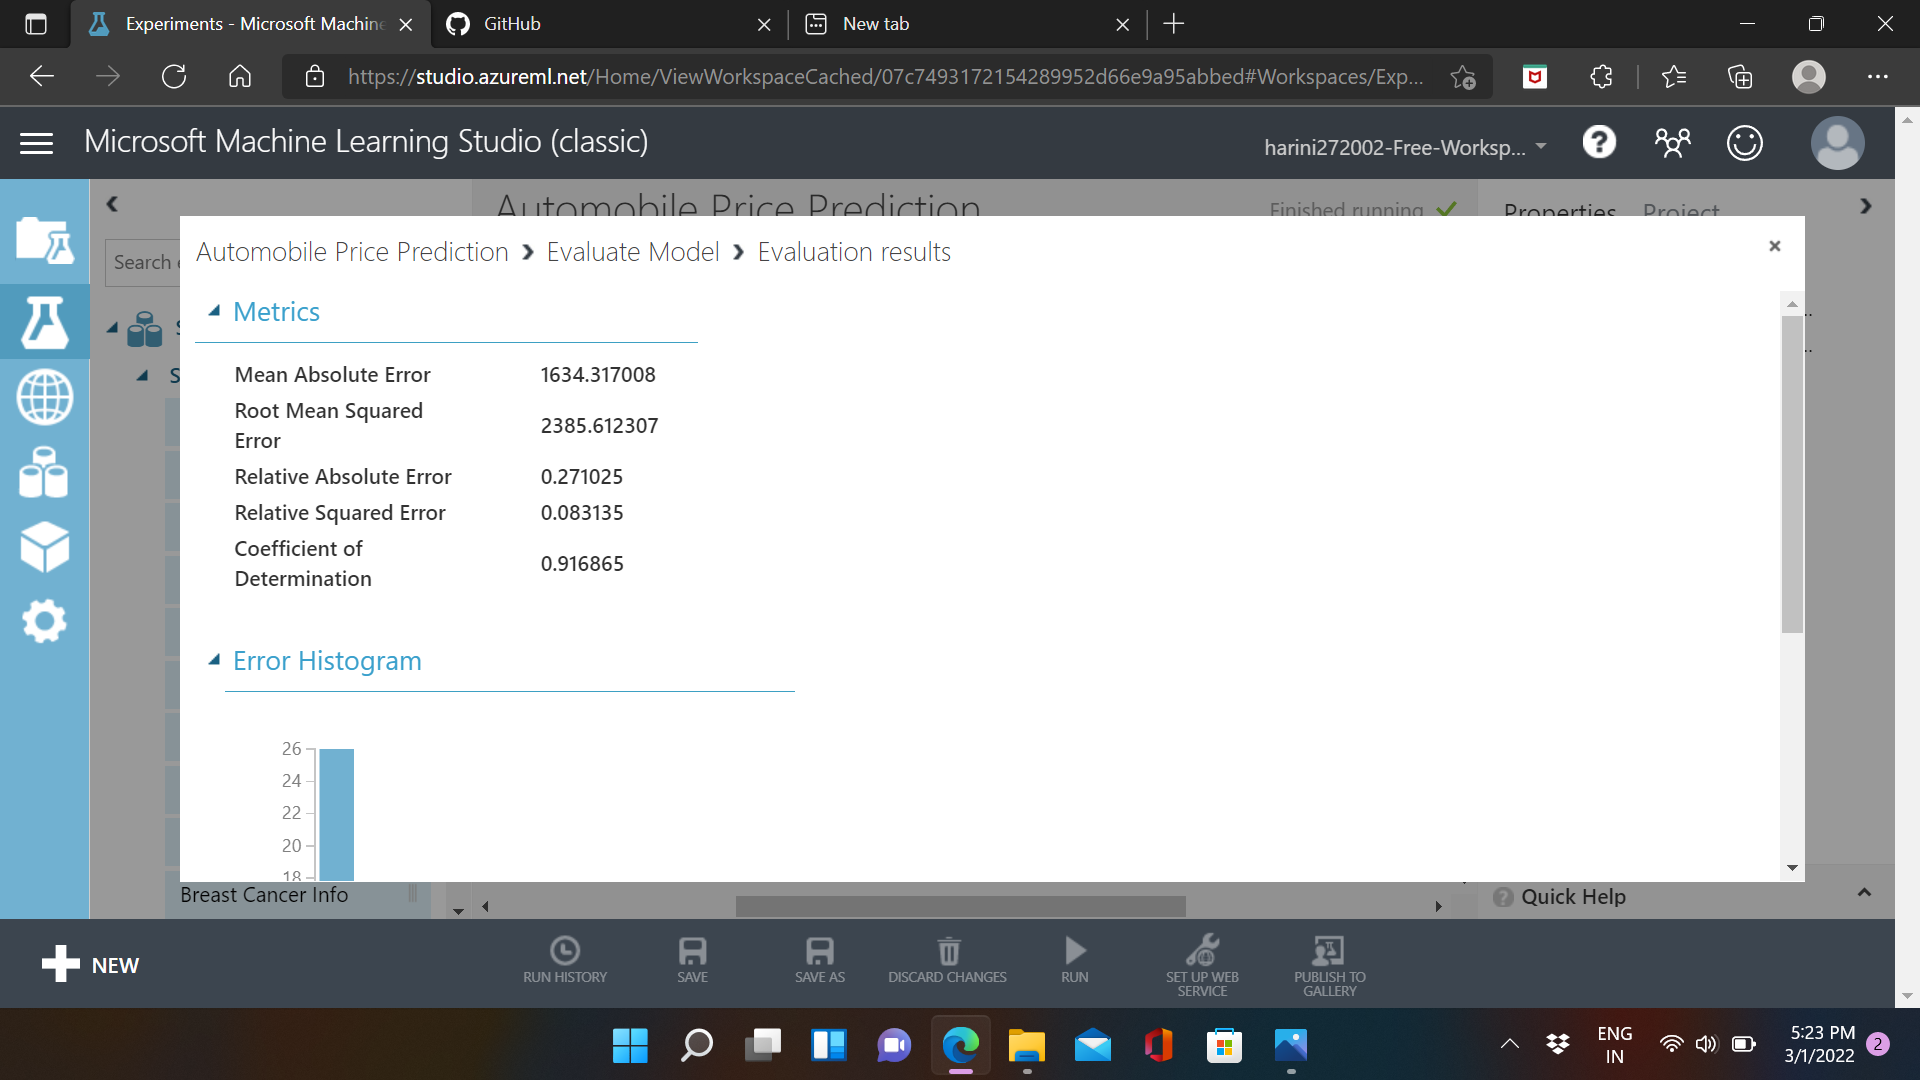 Experiments - Microsoft Machine
GitHub
New tab
https://studio.azureml.net/Home/ViewWorkspaceCached/07c7493172154289952d66e9a95abbed#Workspaces/Exp...
Microsoft Machine Learning Studio (classic)
harini272002-Free-Worksp...
Automobile Price Prediction
Finished running
Properties
Project
Search
Automobile Price Prediction > Evaluate Model > Evaluation results
Metrics
Mean Absolute Error 1634.317008
Root Mean Squared
Error
2385.612307
Relative Absolute Error 0.271025
Relative Squared Error 0.083135
Coefficient of
Determination
0.916865
Error Histogram
26
24
22
20
18
Breast Cancer Info
Quick Help
NEW
RUN HISTORY
SAVE
SAVE AS
DISCARD CHANGES
RUN
SET UP WEB
SERVICE
PUBLISH TO
GALLERY
ENG
IN
5:23 PM
3/1/2022
2